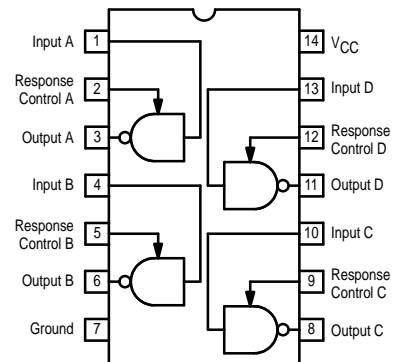 Input A
1
14
VCC
Response
Control A
2
13
Input D
Output A
3
12
Response
Control D
Input B
4
11
Output D
Response
Control B
5
10
Input C
Output B
6
9
Response
Control C
Ground
7
8
Output C